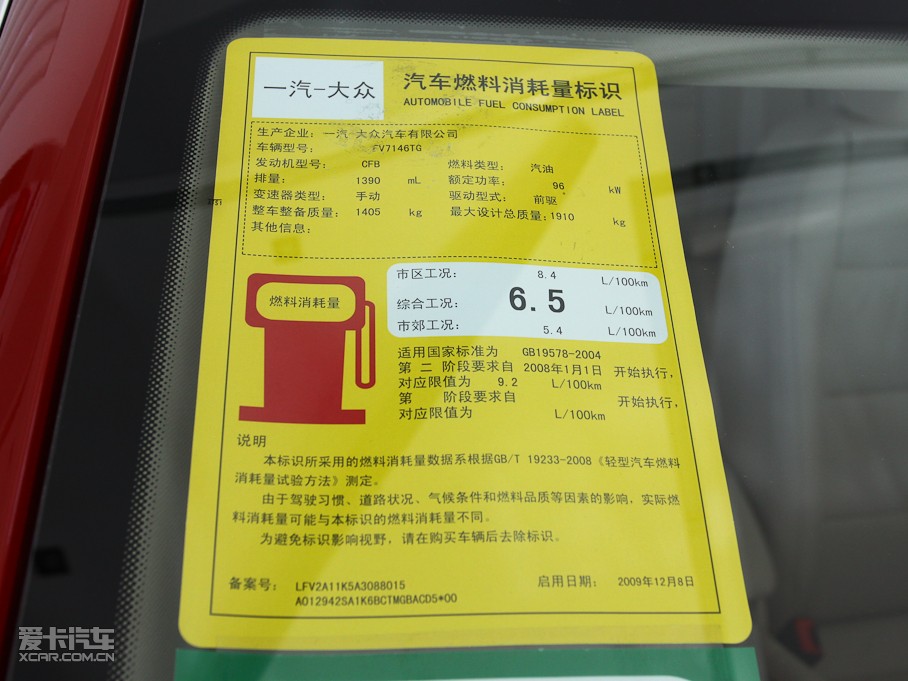 一汽-大众
汽车燃料消耗量标识
AUTOMOBILE FUEL CONSUMPTION LABEL
生产企业: 一汽-大众汽车有限公司
车辆型号: FV7146TG
发动机型号: CFB 燃料类型: 汽油
排量: 1390 mL 额定功率: 96 kW
变速器类型: 手动 驱动型式: 前驱
整车整备质量: 1405 kg 最大设计总质量: 1910 kg
其他信息:
燃料消耗量
市区工况: 8.4 L/100km
综合工况: 6.5 L/100km
市郊工况: 5.4 L/100km
适用国家标准为 GB19578-2004
第 二 阶段要求自 2008年1月1日 开始执行,
对应限值为 9.2 L/100km
第 阶段要求自 开始执行,
对应限值为 L/100km
说明
本标识所采用的燃料消耗量数据系根据GB/T 19233-2008《轻型汽车燃料
消耗量试验方法》测定。
由于驾驶习惯、道路状况、气候条件和燃料品质等因素的影响, 实际燃
料消耗量可能与本标识的燃料消耗量不同。
为避免标识影响视野, 请在购买车辆后去除标识。
备案号: LFV2A11K5A3088015 启用日期: 2009年12月8日
A012942SA1K6BCTMGBACD5*00
爱卡汽车
XCAR.COM.CN